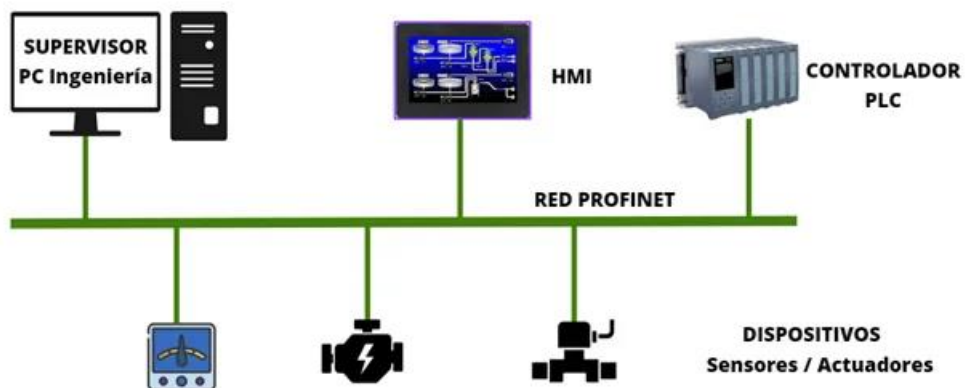 SUPERVISOR
PC Ingeniería
HMI
CONTROLADOR
PLC
RED PROFINET
DISPOSITIVOS
Sensores / Actuadores